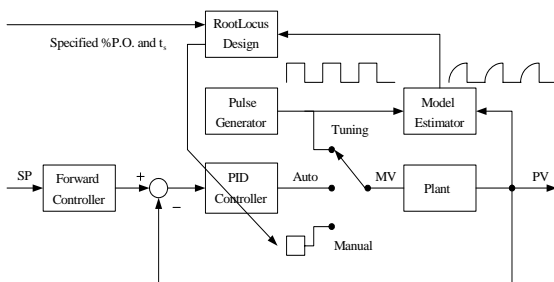 RootLocus
Design
Specified %P.O. and ts
Pulse
Generator
Model
Estimator
Tuning
SP
Forward
Controller
+
−
PID
Controller
Auto
MV
Plant
PV
Manual